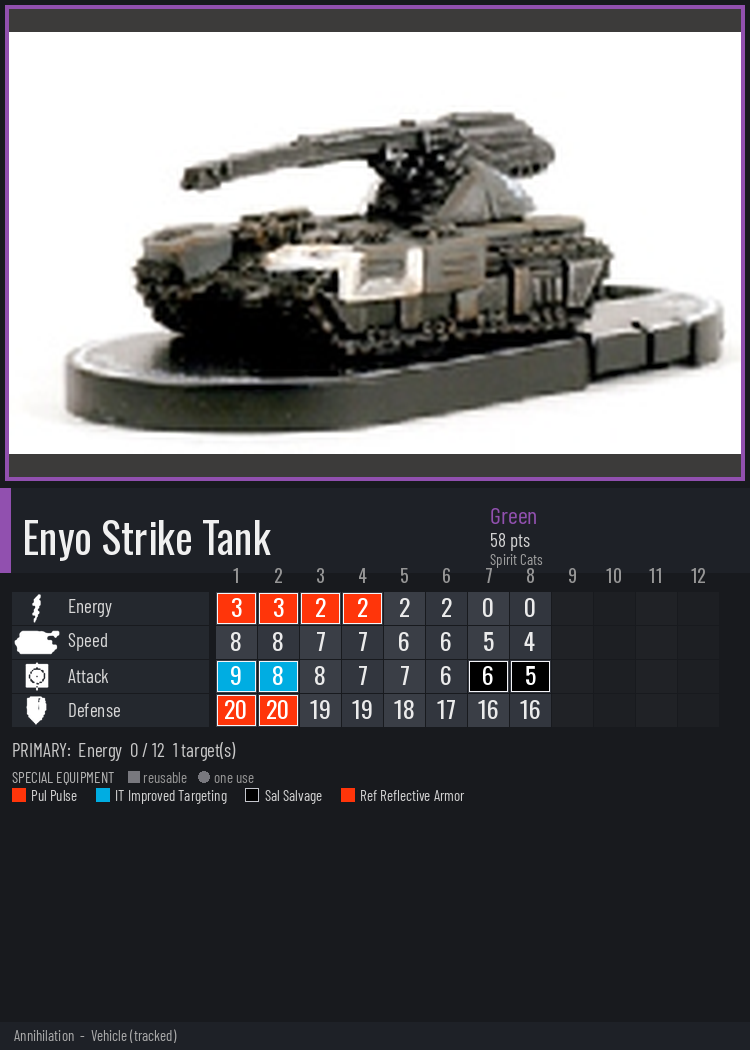 Enyo Strike Tank
Green
58 pts
Spirit Cats
1 2 3 4 5 6 7 8 9 10 11 12
Energy 3 3 2 2 2 2 0 0
Speed 8 8 7 7 6 6 5 4
Attack 9 8 8 7 7 6 6 5
Defense 20 20 19 19 18 17 16 16
PRIMARY: Energy 0 / 12 1 target(s)
SPECIAL EQUIPMENT reusable one use
Pul Pulse IT Improved Targeting Sal Salvage Ref Reflective Armor
Annihilation - Vehicle (tracked)